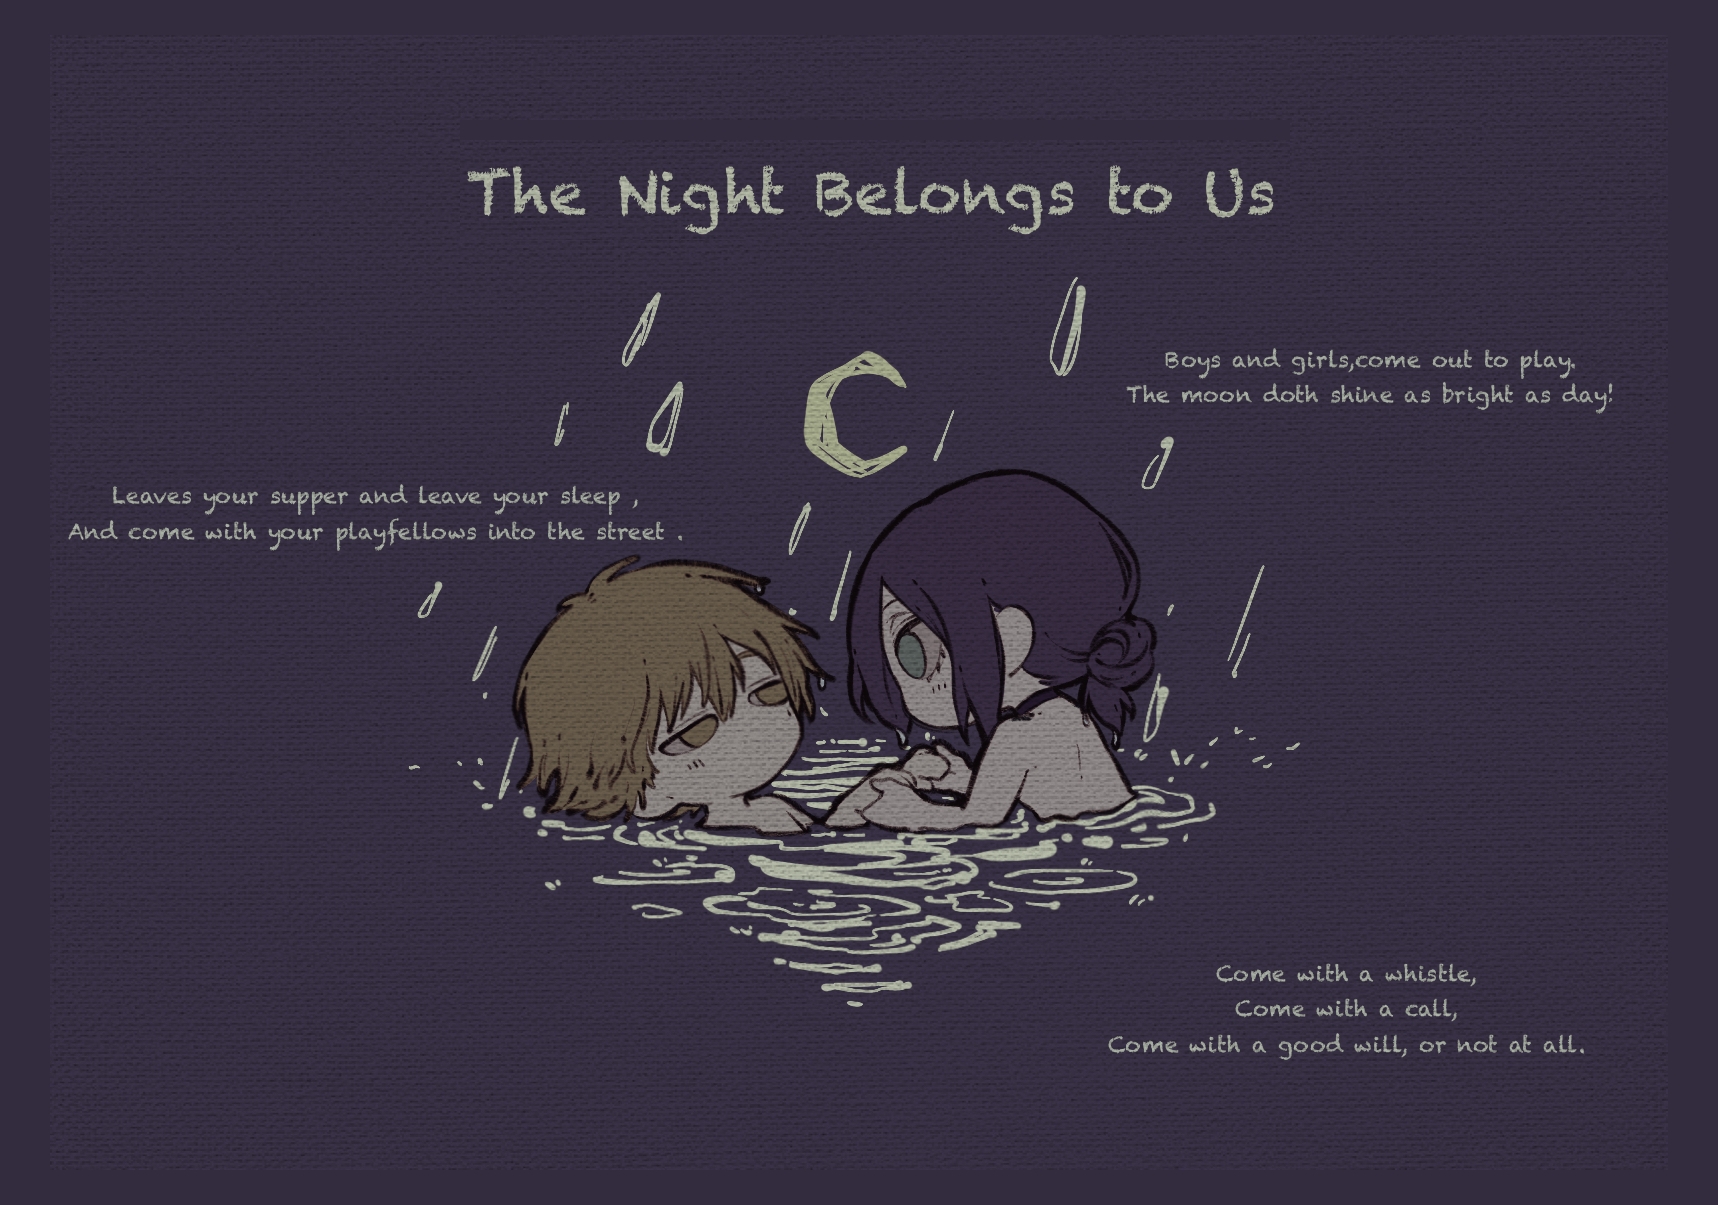 The Night Belongs to Us
Boys and girls,come out to play.
The moon doth shine as bright as day!
Leaves your supper and leave your sleep ,
And come with your playfellows into the street .
Come with a whistle,
Come with a call,
Come with a good will, or not at all.